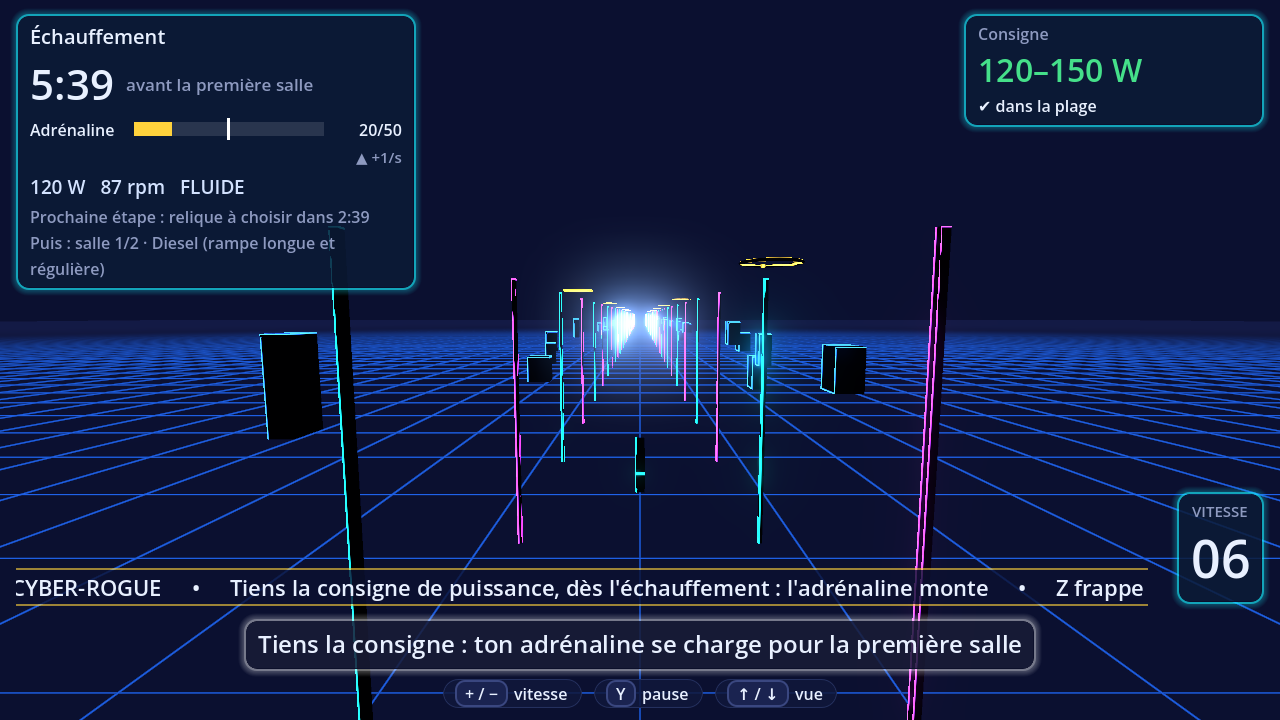 Échauffement
5:39 avant la première salle
Adrénaline 20/50
▲ +1/s
120 W 87 rpm FLUIDE
Prochaine étape : relique à choisir dans 2:39
Puis : salle 1/2 · Diesel (rampe longue et
régulière)
Consigne
120–150 W
✔ dans la plage
VITESSE
06
CYBER-ROGUE • Tiens la consigne de puissance, dès l'échauffement : l'adrénaline monte • Z frappe
Tiens la consigne : ton adrénaline se charge pour la première salle
+ / − vitesse Y pause ↑ / ↓ vue